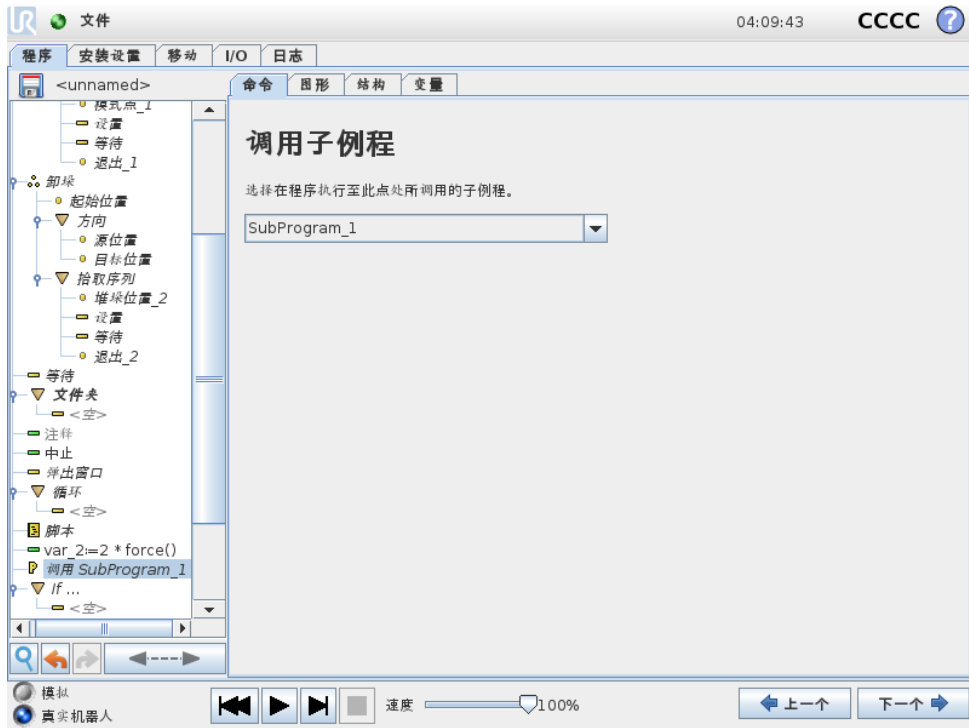 UR 文件 04:09:43 CCCC ?
程序 安装设置 移动 I/O 日志
<unnamed>
命令 图形 结构 变量
模式点_1
设置
等待
退出_1
卸垛
起始位置
方向
源位置
目标位置
拾取序列
堆垛位置_2
设置
等待
退出_2
等待
文件夹
<空>
注释
中止
弹出窗口
循环
<空>
脚本
var_2:=2 * force()
调用 SubProgram_1
If ...
<空>
调用子例程
选择在程序执行至此点处所调用的子例程。
SubProgram_1
模拟
真实机器人
速度 100%
上一个 下一个